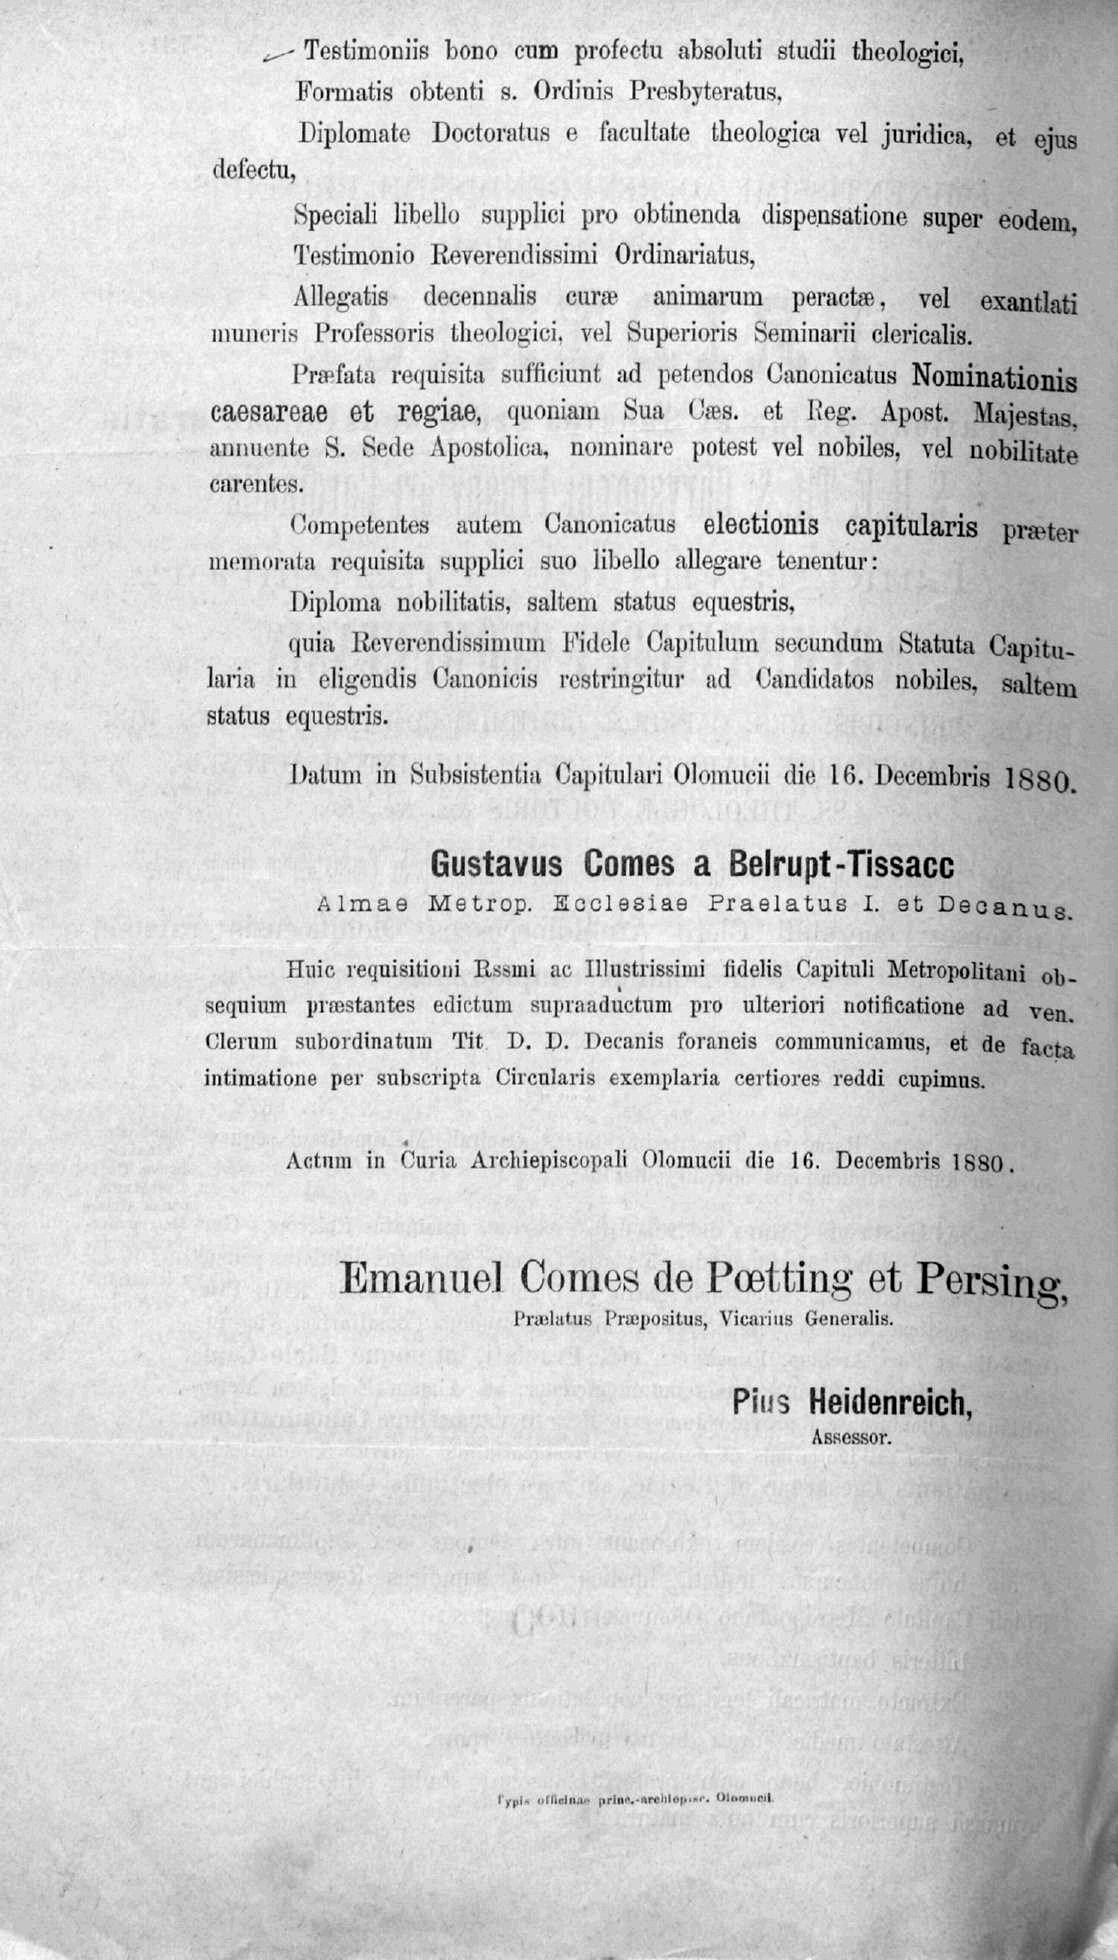 Testimoniis bono cum profectu absoluti studii theologici,
Formatis obtenti s. Ordinis Presbyteratus,
Diplomate Doctoratus e facultate theologica vel juridica, et ejus
defectu,
Speciali libello supplici pro obtinenda dispensatione super eodem,
Testimonio Reverendissimi Ordinariatus,
Allegatis decennalis curæ animarum peractæ, vel exantlati
muneris Professoris theologici, vel Superioris Seminarii clericalis.
Præfata requisita sufficiunt ad petendos Canonicatus Nominationis
caesareae et regiae, quoniam Sua Cæs. et Reg. Apost. Majestas,
annuente S. Sede Apostolica, nominare potest vel nobiles, vel nobilitate
carentes.
Competentes autem Canonicatus electionis capitularis præter
memorata requisita supplici suo libello allegare tenentur:
Diploma nobilitatis, saltem status equestris,
quia Reverendissimum Fidele Capitulum secundum Statuta Capitu-
laria in eligendis Canonicis restringitur ad Candidatos nobiles, saltem
status equestris.
Datum in Subsistentia Capitulari Olomucii die 16. Decembris 1880.
Gustavus Comes a Belrupt-Tissacc
Almae Metrop. Ecclesiae Praelatus I. et Decanus.
Huic requisitioni Rssmi ac Illustrissimi fidelis Capituli Metropolitani ob-
sequium præstantes edictum supraaductum pro ulteriori notificatione ad ven.
Clerum subordinatum Tit. D. D. Decanis foraneis communicamus, et de facta
intimatione per subscripta Circularis exemplaria certiores reddi cupimus.
Actum in Curia Archiepiscopali Olomucii die 16. Decembris 1880.
Emanuel Comes de Pœtting et Persing,
Prælatus Præpositus, Vicarius Generalis.
Pius Heidenreich,
Assessor.
Typis officinae princ.-archiepisc. Olomucii.